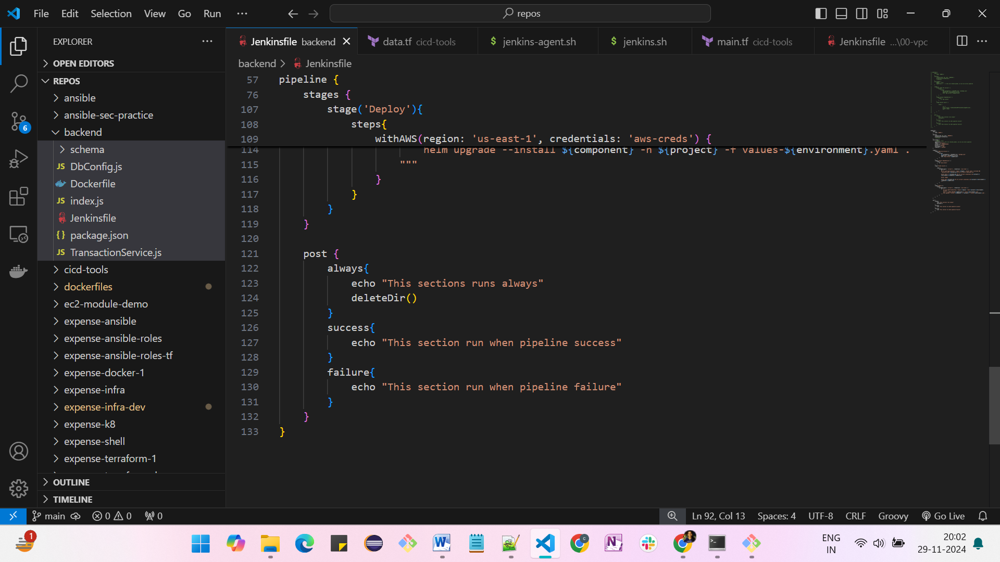 File Edit Selection View Go Run ···
repos
EXPLORER ···
OPEN EDITORS
REPOS
ansible
ansible-sec-practice
backend
schema
JS DbConfig.js
Dockerfile
JS index.js
Jenkinsfile
{} package.json
JS TransactionService.js
cicd-tools
dockerfiles
ec2-module-demo
expense-ansible
expense-ansible-roles
expense-ansible-roles-tf
expense-docker-1
expense-infra
expense-infra-dev
expense-k8
expense-shell
expense-terraform-1
OUTLINE
TIMELINE
6
Jenkinsfile backend
data.tf cicd-tools
$ jenkins-agent.sh
$ jenkins.sh
main.tf cicd-tools
Jenkinsfile ...\00-vpc
backend > Jenkinsfile
57 pipeline {
76 stages {
107 stage('Deploy'){
108 steps{
109 withAWS(region: 'us-east-1', credentials: 'aws-creds') {
114 helm upgrade --install ${component} -n ${project} -f values-${environment}.yaml .
115 """
116 }
117 }
118 }
119 }
120
121 post {
122 always{
123 echo "This sections runs always"
124 deleteDir()
125 }
126 success{
127 echo "This section run when pipeline success"
128 }
129 failure{
130 echo "This section run when pipeline failure"
131 }
132 }
133 }
main 0 0 0
Ln 92, Col 13 Spaces: 4 UTF-8 CRLF Groovy Go Live
1
ENG
IN
20:02
29-11-2024